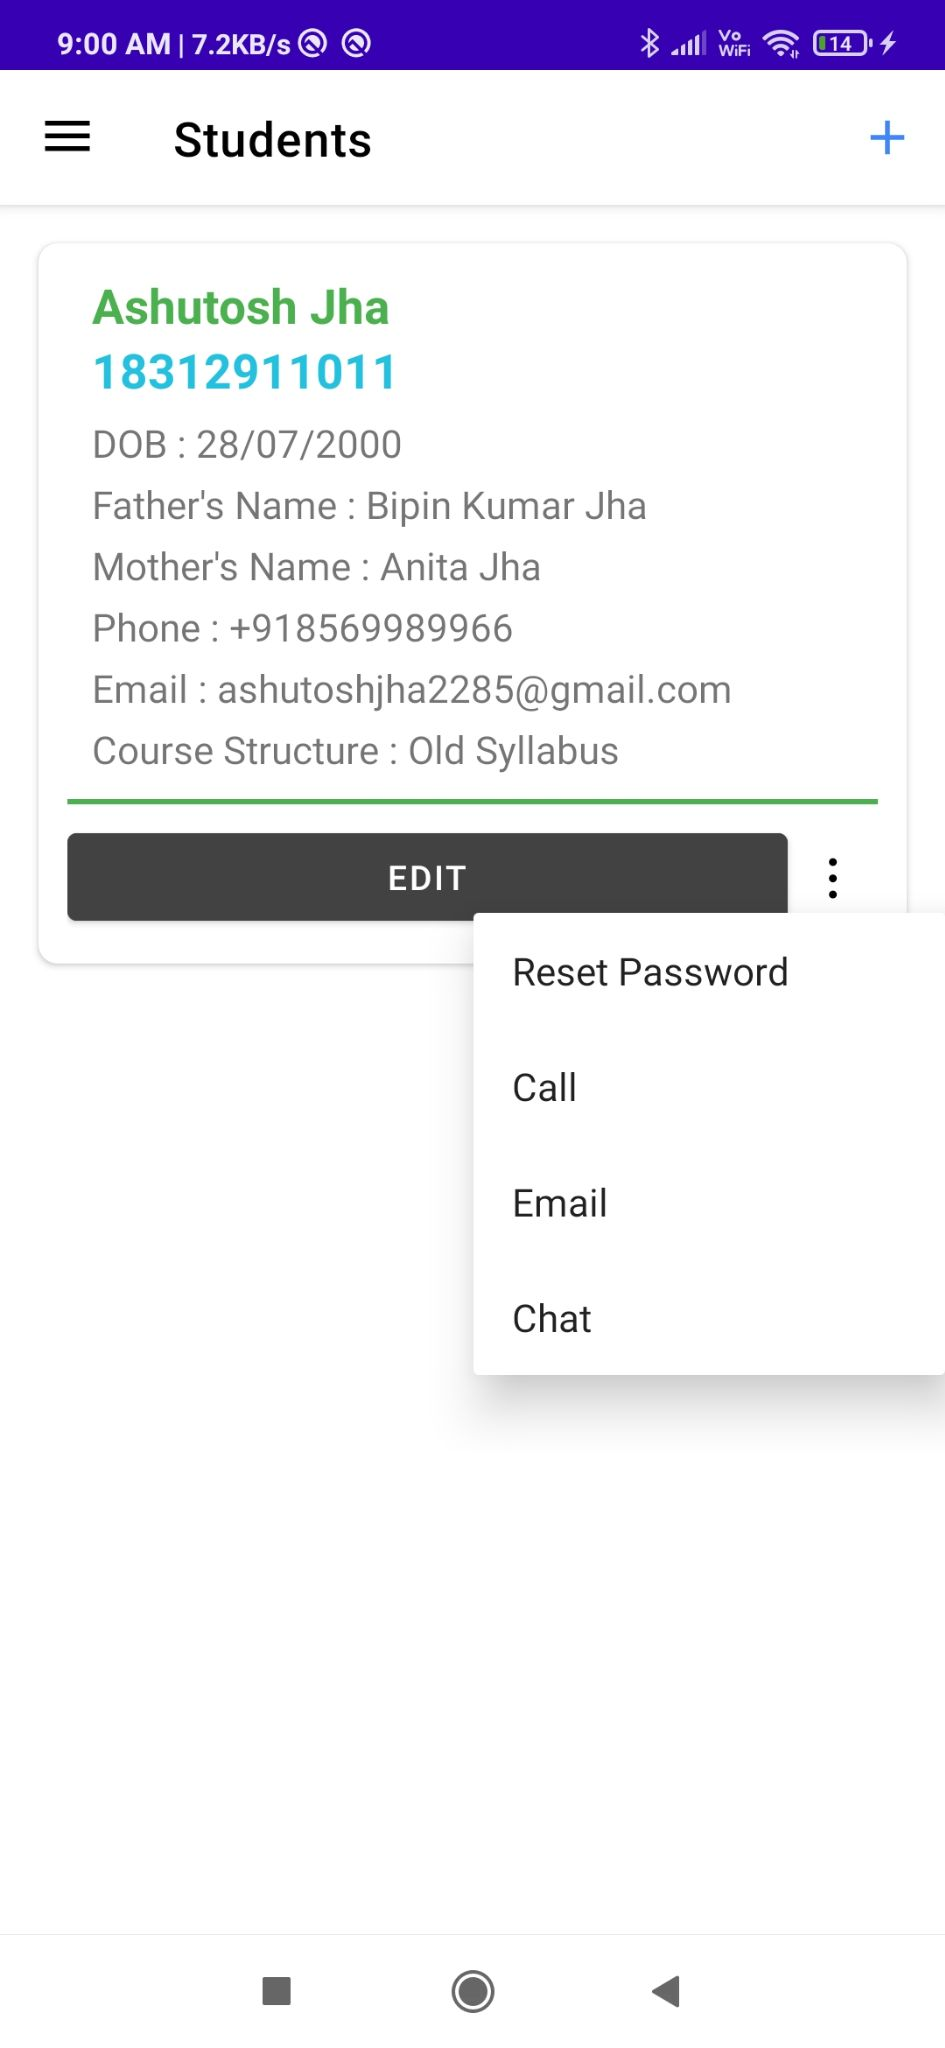 9:00 AM | 7.2KB/s
Vo WiFi 14
Students
Ashutosh Jha
18312911011
DOB : 28/07/2000
Father's Name : Bipin Kumar Jha
Mother's Name : Anita Jha
Phone : +918569989966
Email : ashutoshjha2285@gmail.com
Course Structure : Old Syllabus
EDIT
Reset Password
Call
Email
Chat